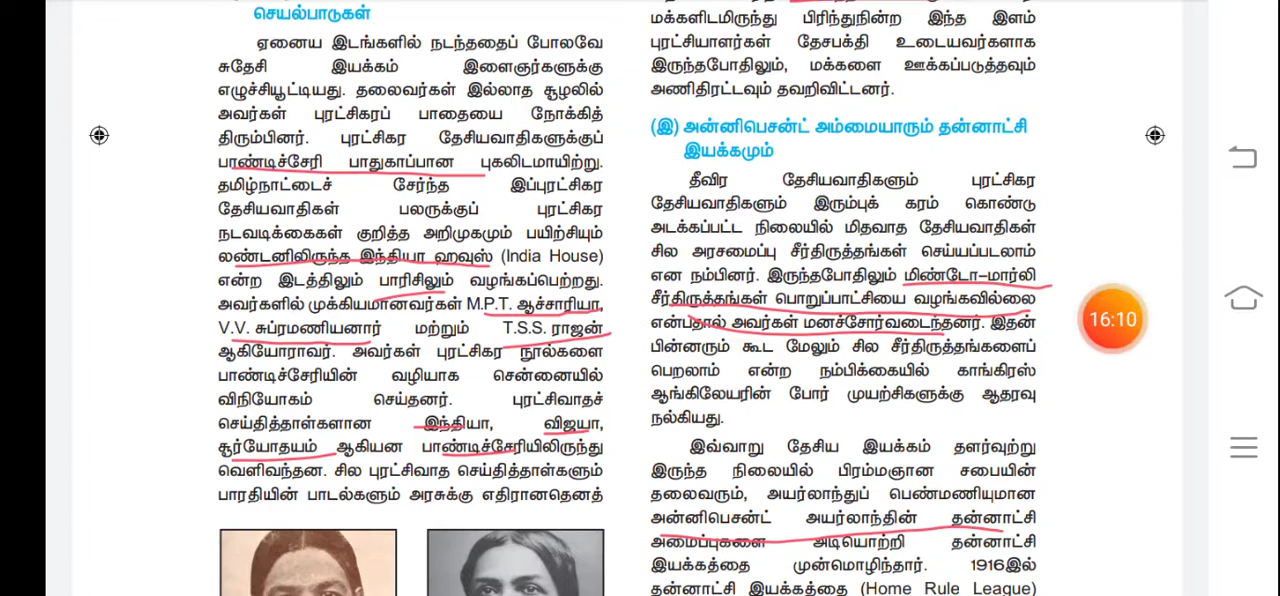 செயல்பாடுகள்
ஏனைய இடங்களில் நடந்ததைப் போலவே
சுதேசி இயக்கம் இளைஞர்களுக்கு
எழுச்சியூட்டியது. தலைவர்கள் இல்லாத சூழலில்
அவர்கள் புரட்சிகரப் பாதையை நோக்கித்
திரும்பினர். புரட்சிகர தேசியவாதிகளுக்குப்
பாண்டிச்சேரி பாதுகாப்பான புகலிடமாயிற்று.
தமிழ்நாட்டைச் சேர்ந்த இப்புரட்சிகர
தேசியவாதிகள் பலருக்குப் புரட்சிகர
நடவடிக்கைகள் குறித்த அறிமுகமும் பயிற்சியும்
லண்டனிலிருந்த இந்தியா ஹவுஸ் (India House)
என்ற இடத்திலும் பாரிசிலும் வழங்கப்பெற்றது.
அவர்களில் முக்கியமானவர்கள் M.P.T. ஆச்சாரியா,
V.V. சுப்ரமணியனார் மற்றும் T.S.S. ராஜன்
ஆகியோராவர். அவர்கள் புரட்சிகர நூல்களை
பாண்டிச்சேரியின் வழியாக சென்னையில்
விநியோகம் செய்தனர். புரட்சிவாதச்
செய்தித்தாள்களான இந்தியா, விஜயா,
சூர்யோதயம் ஆகியன பாண்டிச்சேரியிலிருந்து
வெளிவந்தன. சில புரட்சிவாத செய்தித்தாள்களும்
பாரதியின் பாடல்களும் அரசுக்கு எதிரானதெனத்
மக்களிடமிருந்து பிரிந்துநின்ற இந்த இளம்
புரட்சியாளர்கள் தேசபக்தி உடையவர்களாக
இருந்தபோதிலும், மக்களை ஊக்கப்படுத்தவும்
அணிதிரட்டவும் தவறிவிட்டனர்.
(இ) அன்னிபெசன்ட் அம்மையாரும் தன்னாட்சி
இயக்கமும்
தீவிர தேசியவாதிகளும் புரட்சிகர
தேசியவாதிகளும் இரும்புக் கரம் கொண்டு
அடக்கப்பட்ட நிலையில் மிதவாத தேசியவாதிகள்
சில அரசமைப்பு சீர்திருத்தங்கள் செய்யப்படலாம்
என நம்பினர். இருந்தபோதிலும் மிண்டோ–மார்லி
சீர்திருத்தங்கள் பொறுப்பாட்சியை வழங்கவில்லை
என்பதால் அவர்கள் மனச்சோர்வடைந்தனர். இதன்
பின்னரும் கூட மேலும் சில சீர்திருத்தங்களைப்
பெறலாம் என்ற நம்பிக்கையில் காங்கிரஸ்
ஆங்கிலேயரின் போர் முயற்சிகளுக்கு ஆதரவு
நல்கியது.
இவ்வாறு தேசிய இயக்கம் தளர்வுற்று
இருந்த நிலையில் பிரம்மஞான சபையின்
தலைவரும், அயர்லாந்துப் பெண்மணியுமான
அன்னிபெசன்ட் அயர்லாந்தின் தன்னாட்சி
அமைப்புகளை அடியொற்றி தன்னாட்சி
இயக்கத்தை முன்மொழிந்தார். 1916இல்
தன்னாட்சி இயக்கத்தை (Home Rule League)
16:10